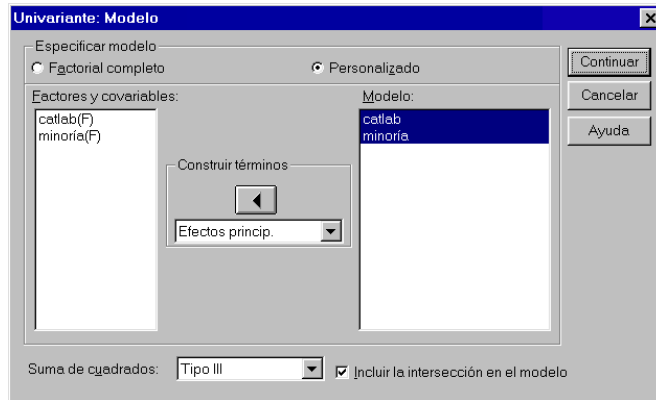 Univariante: Modelo
Especificar modelo
Factorial completo
Personalizado
Continuar
Cancelar
Ayuda
Factores y covariables:
catlab(F)
minoría(F)
Construir términos
Efectos princip.
Modelo:
catlab
minoría
Suma de cuadrados:
Tipo III
Incluir la intersección en el modelo